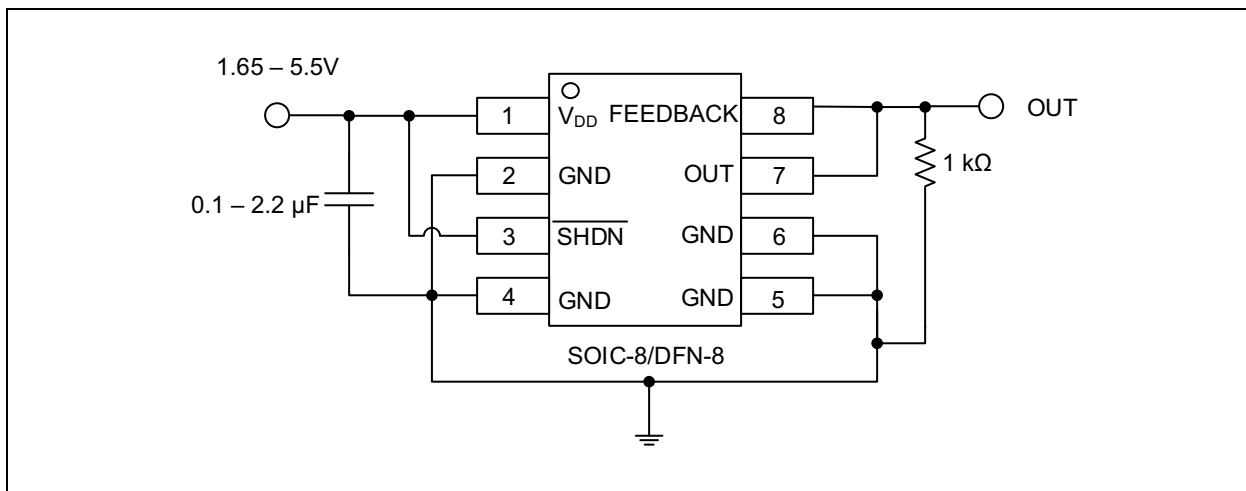 1.65 – 5.5V
1 VDD FEEDBACK 8
OUT
2 GND OUT 7
1 kΩ
0.1 – 2.2 µF
3 SHDN GND 6
4 GND GND 5
SOIC-8/DFN-8